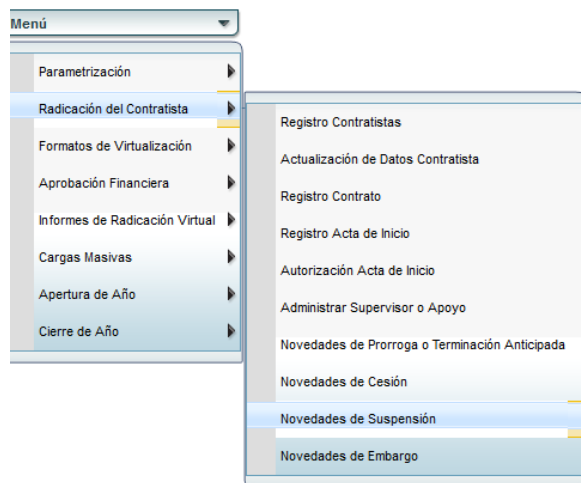 Menú
Parametrización
Radicación del Contratista
Formatos de Virtualización
Aprobación Financiera
Informes de Radicación Virtual
Cargas Masivas
Apertura de Año
Cierre de Año
Registro Contratistas
Actualización de Datos Contratista
Registro Contrato
Registro Acta de Inicio
Autorización Acta de Inicio
Administrar Supervisor o Apoyo
Novedades de Prorroga o Terminación Anticipada
Novedades de Cesión
Novedades de Suspensión
Novedades de Embargo